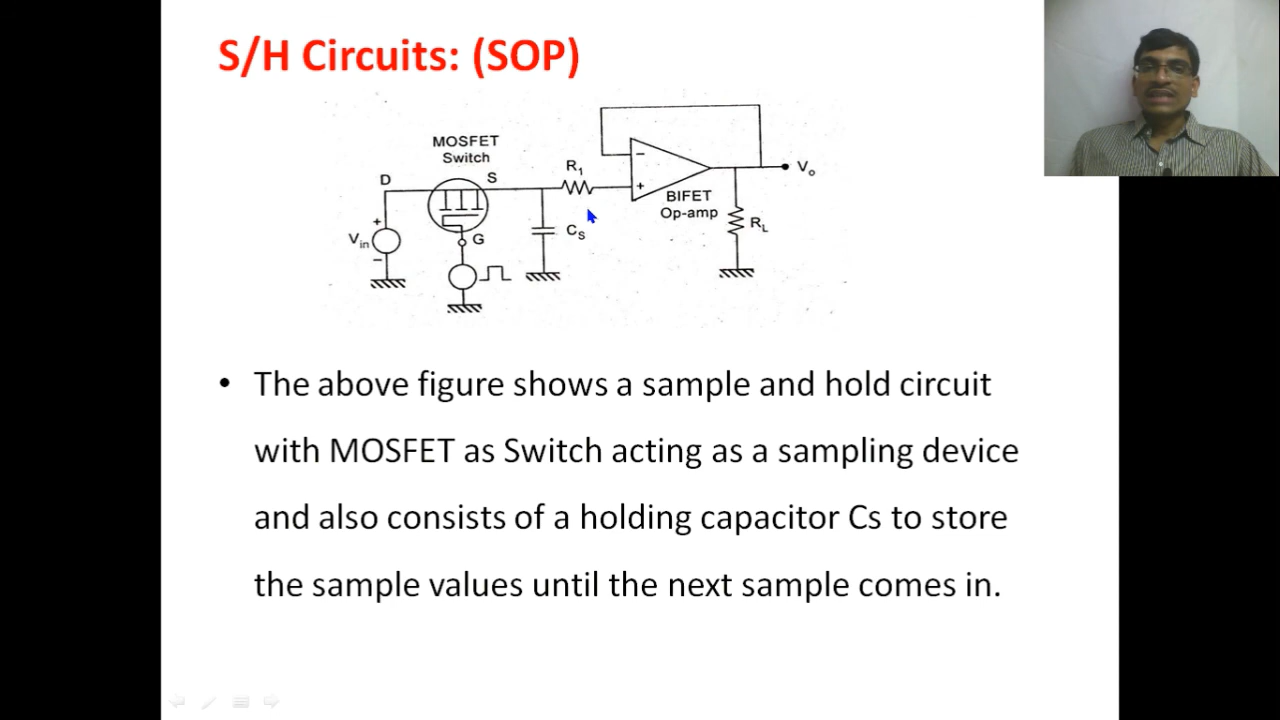 S/H Circuits: (SOP)
MOSFET
Switch
D
S
R1
Vo
+
−
+
BIFET
Op-amp
RL
Vin
G
Cs
−
• The above figure shows a sample and hold circuit
with MOSFET as Switch acting as a sampling device
and also consists of a holding capacitor Cs to store
the sample values until the next sample comes in.